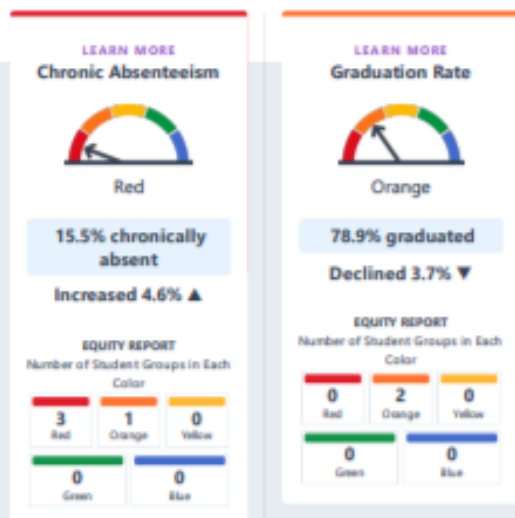 LEARN MORE
Chronic Absenteeism
Red
15.5% chronically
absent
Increased 4.6% ▲
EQUITY REPORT
Number of Student Groups in Each
Color
3
Red
1
Orange
0
Yellow
0
Green
0
Blue
LEARN MORE
Graduation Rate
Orange
78.9% graduated
Declined 3.7% ▼
EQUITY REPORT
Number of Student Groups in Each
Color
0
Red
2
Orange
0
Yellow
0
Green
0
Blue